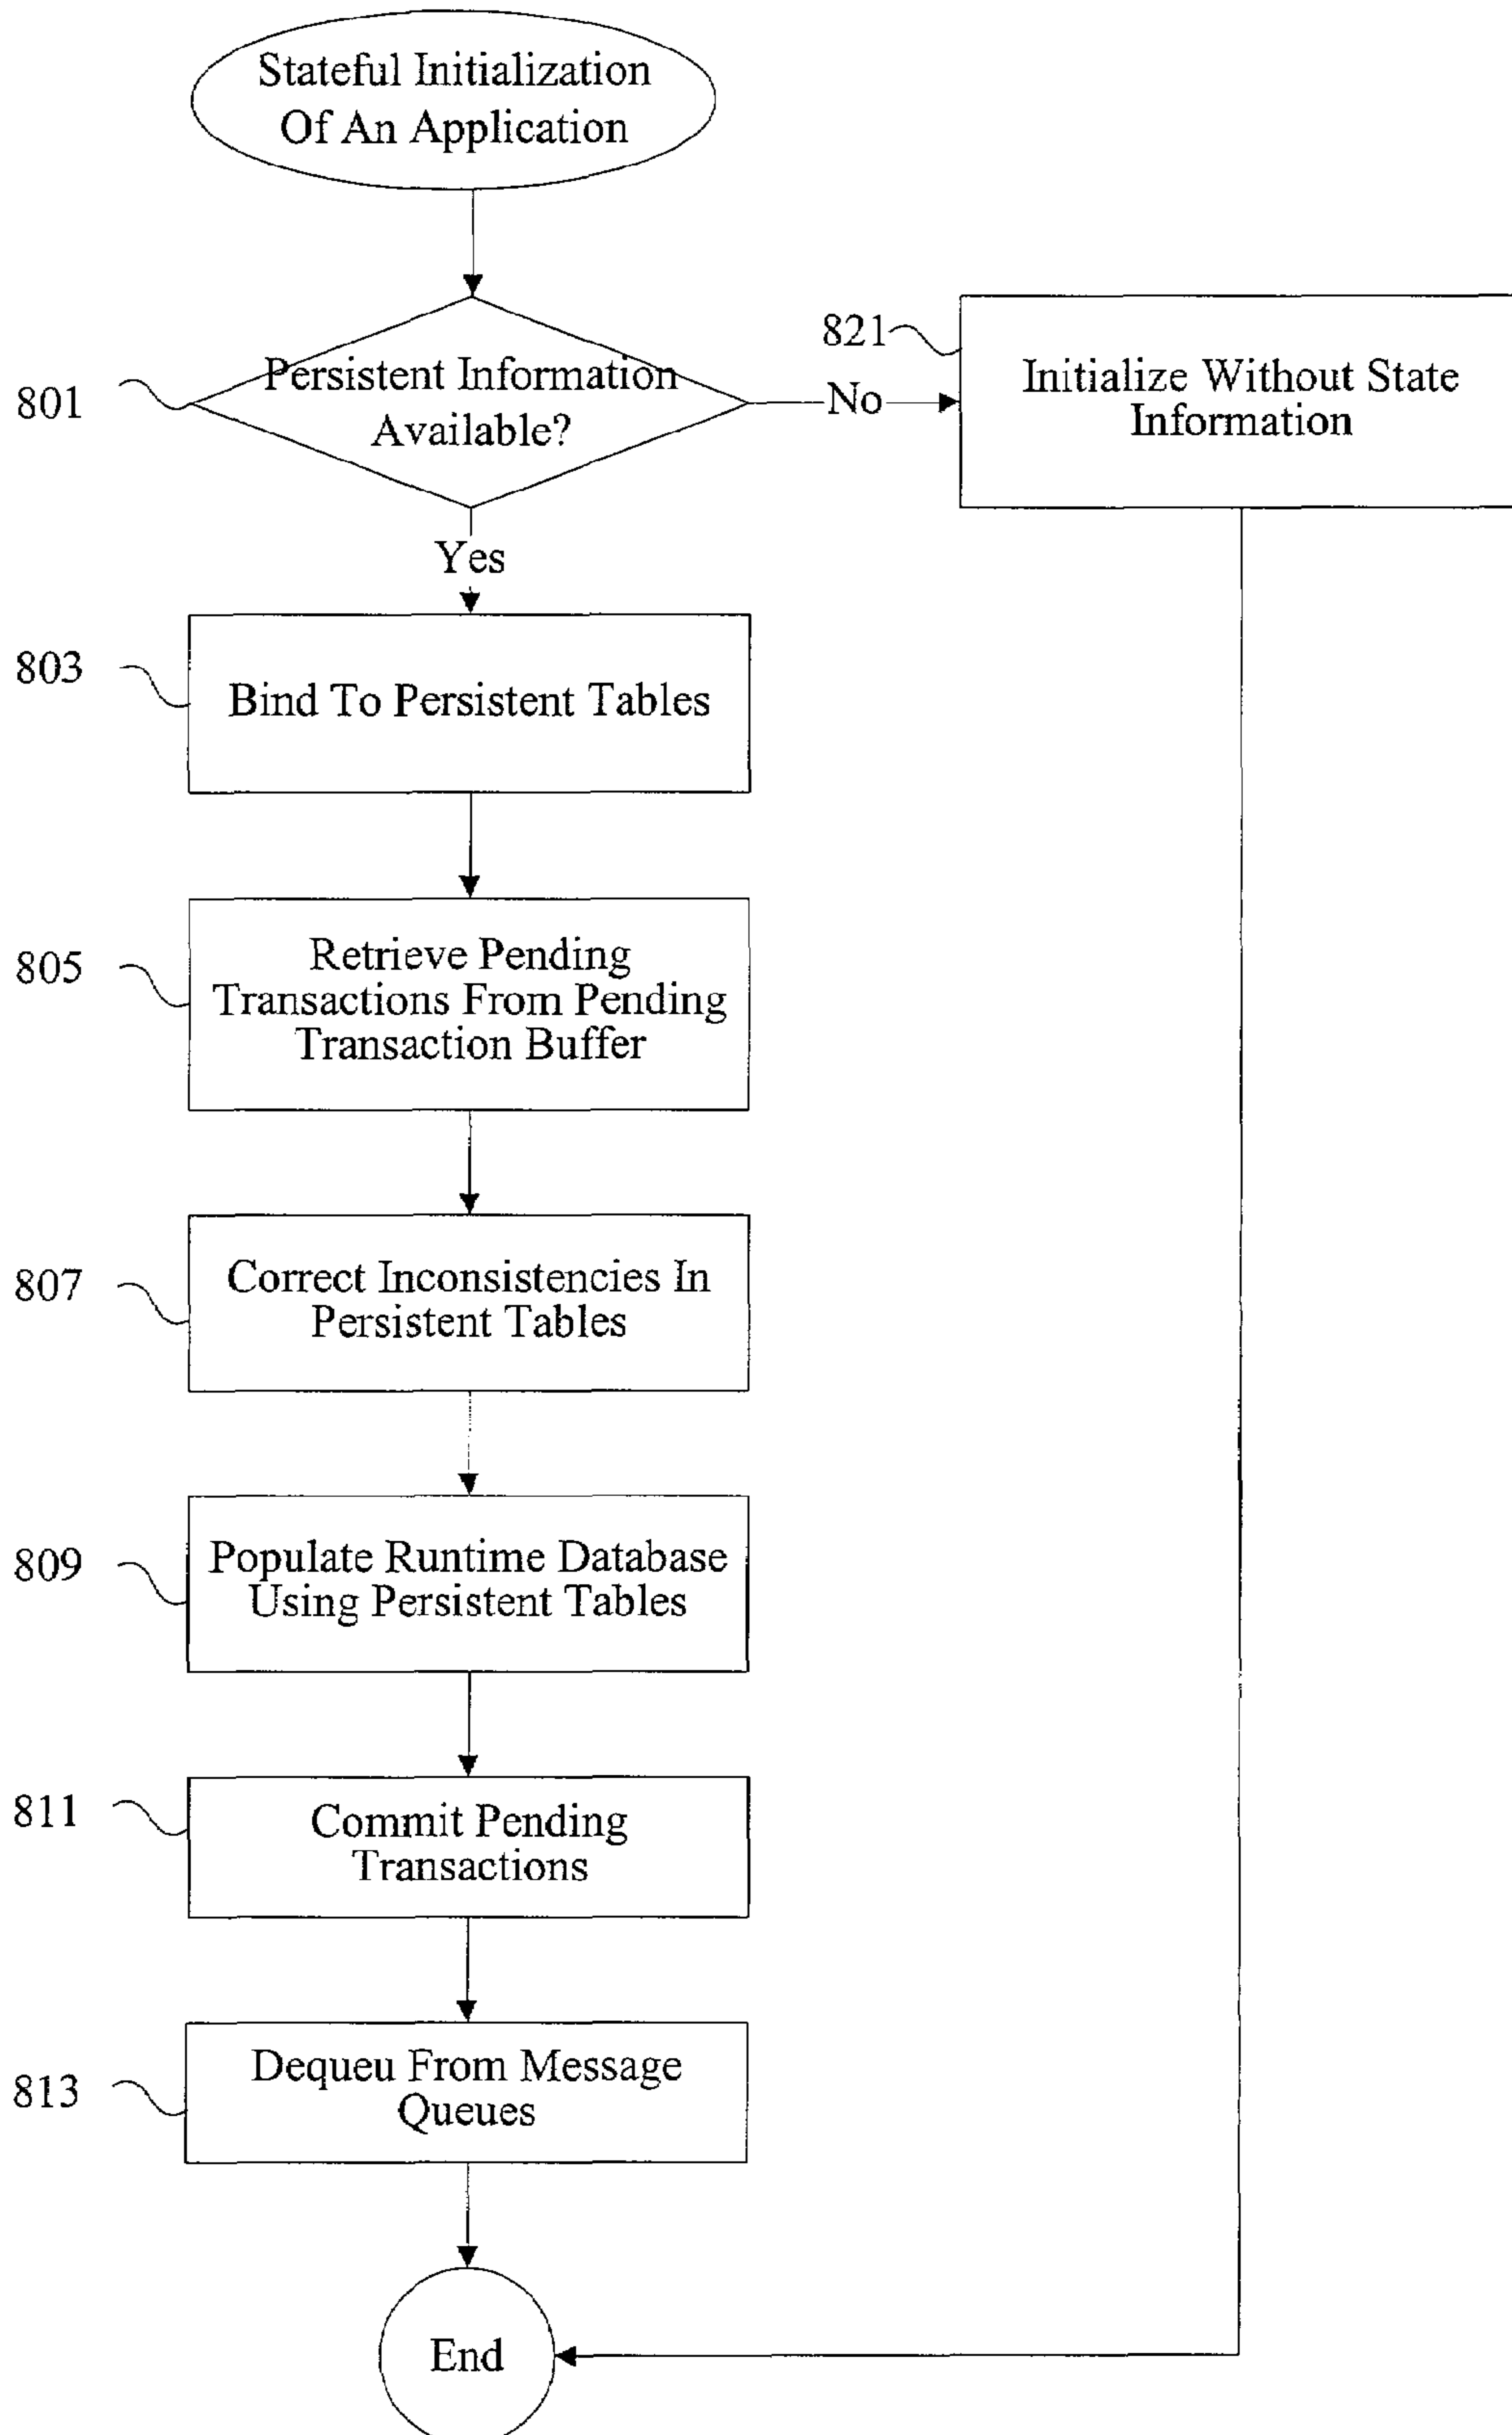 Stateful Initialization
Of An Application
801
Persistent Information
Available?
No
821
Initialize Without State
Information
Yes
803
Bind To Persistent Tables
805
Retrieve Pending
Transactions From Pending
Transaction Buffer
807
Correct Inconsistencies In
Persistent Tables
809
Populate Runtime Database
Using Persistent Tables
811
Commit Pending
Transactions
813
Dequeu From Message
Queues
End